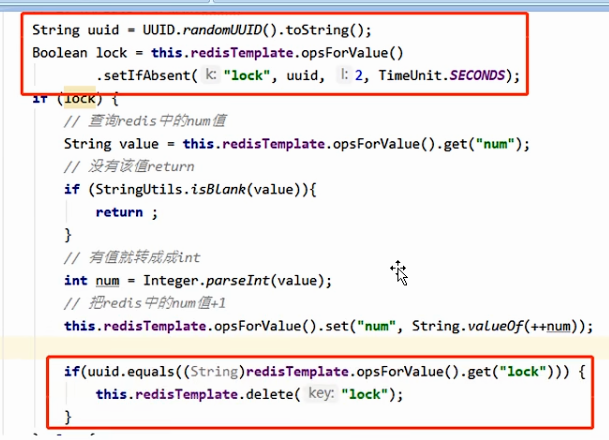 String uuid = UUID.randomUUID().toString();
Boolean lock = this.redisTemplate.opsForValue()
.setIfAbsent( k: "lock", uuid, l: 2, TimeUnit.SECONDS);
if (lock) {
// 查询redis中的num值
String value = this.redisTemplate.opsForValue().get("num");
// 没有该值return
if (StringUtils.isBlank(value)){
return ;
}
// 有值就转成成int
int num = Integer.parseInt(value);
// 把redis中的num值+1
this.redisTemplate.opsForValue().set("num", String.valueOf(++num));
if(uuid.equals((String)redisTemplate.opsForValue().get("lock"))) {
this.redisTemplate.delete( key: "lock");
}